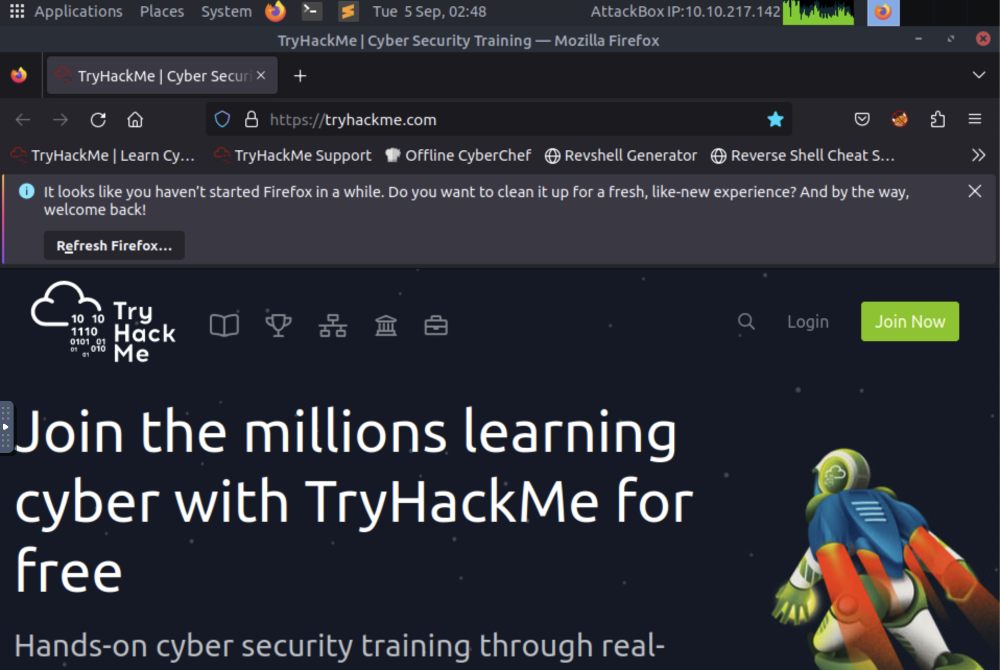 Applications Places System Tue 5 Sep, 02:48 AttackBox IP:10.10.217.142
TryHackMe | Cyber Security Training — Mozilla Firefox
TryHackMe | Cyber Securi
https://tryhackme.com
TryHackMe | Learn Cy... TryHackMe Support Offline CyberChef Revshell Generator Reverse Shell Cheat S...
It looks like you haven’t started Firefox in a while. Do you want to clean it up for a fresh, like-new experience? And by the way,
welcome back!
Refresh Firefox...
10 10
1110
0101 01
01 010
01
Try
Hack
Me
Login Join Now
Join the millions learning
cyber with TryHackMe for
free
Hands-on cyber security training through real-